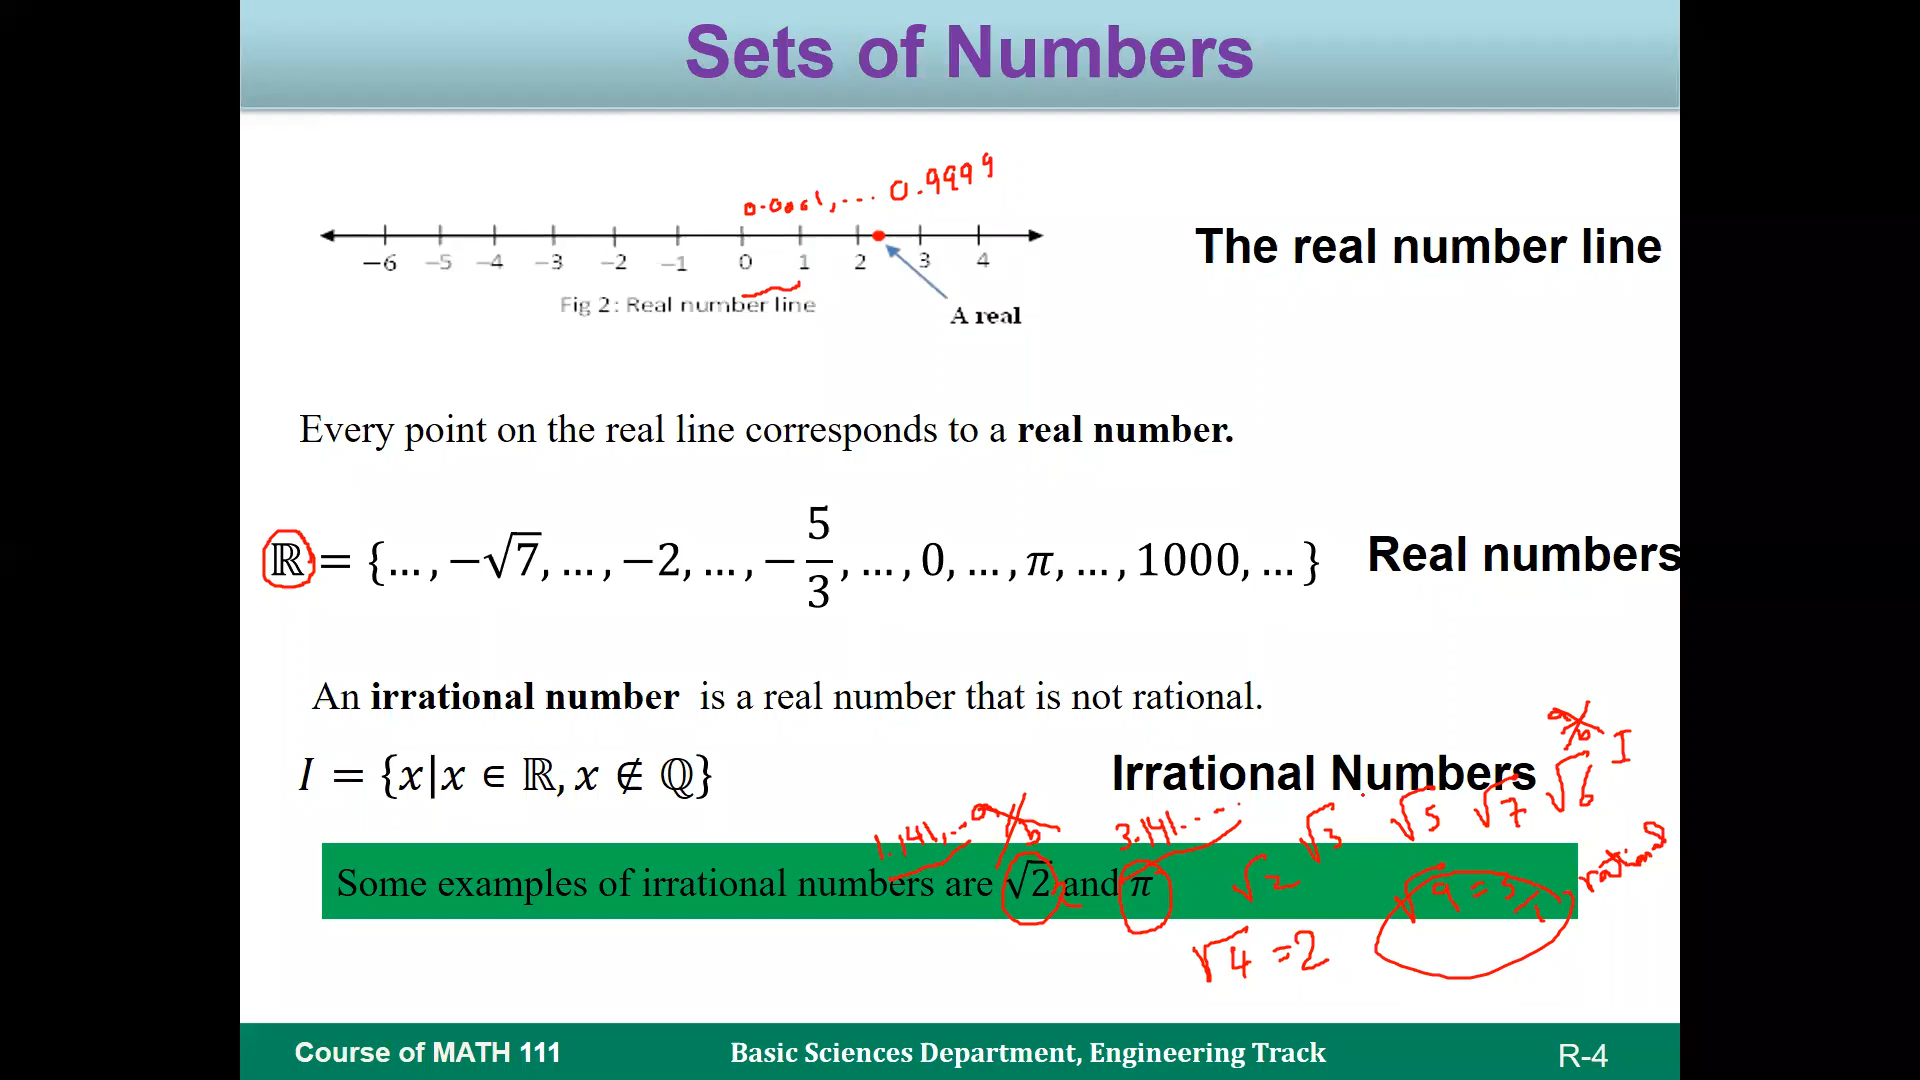 Sets of Numbers
0.0001, ... 0.9999
The real number line
−6 −5 −4 −3 −2 −1 0 1 2 3 4
Fig 2: Real number line
A real
Every point on the real line corresponds to a real number.
ℝ = {… , −√7, … , −2, … , −5/3, … , 0, … , π, … , 1000, … }
Real numbers
An irrational number is a real number that is not rational.
a/b I
I = {x|x ∈ ℝ, x ∉ ℚ}
Irrational Numbers
√3 √5 √7 √6
1.141,... a/b 3.141...
Some examples of irrational numbers are √2 and π
√2 √9 = 3/1 rational
√4 = 2
Course of MATH 111
Basic Sciences Department, Engineering Track
R-4